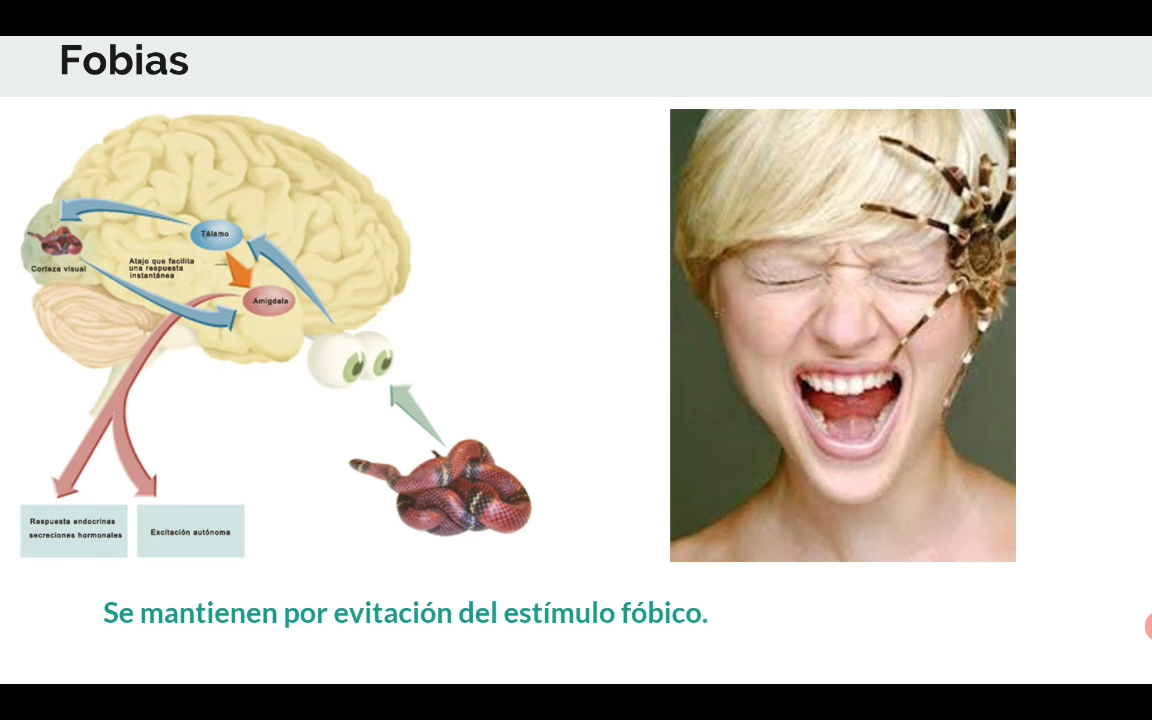 Fobias
Tálamo
Atajo que facilita
una respuesta
instantánea
Corteza visual
Amígdala
Respuesta endocrinas
secreciones hormonales
Excitación autónoma
Se mantienen por evitación del estímulo fóbico.